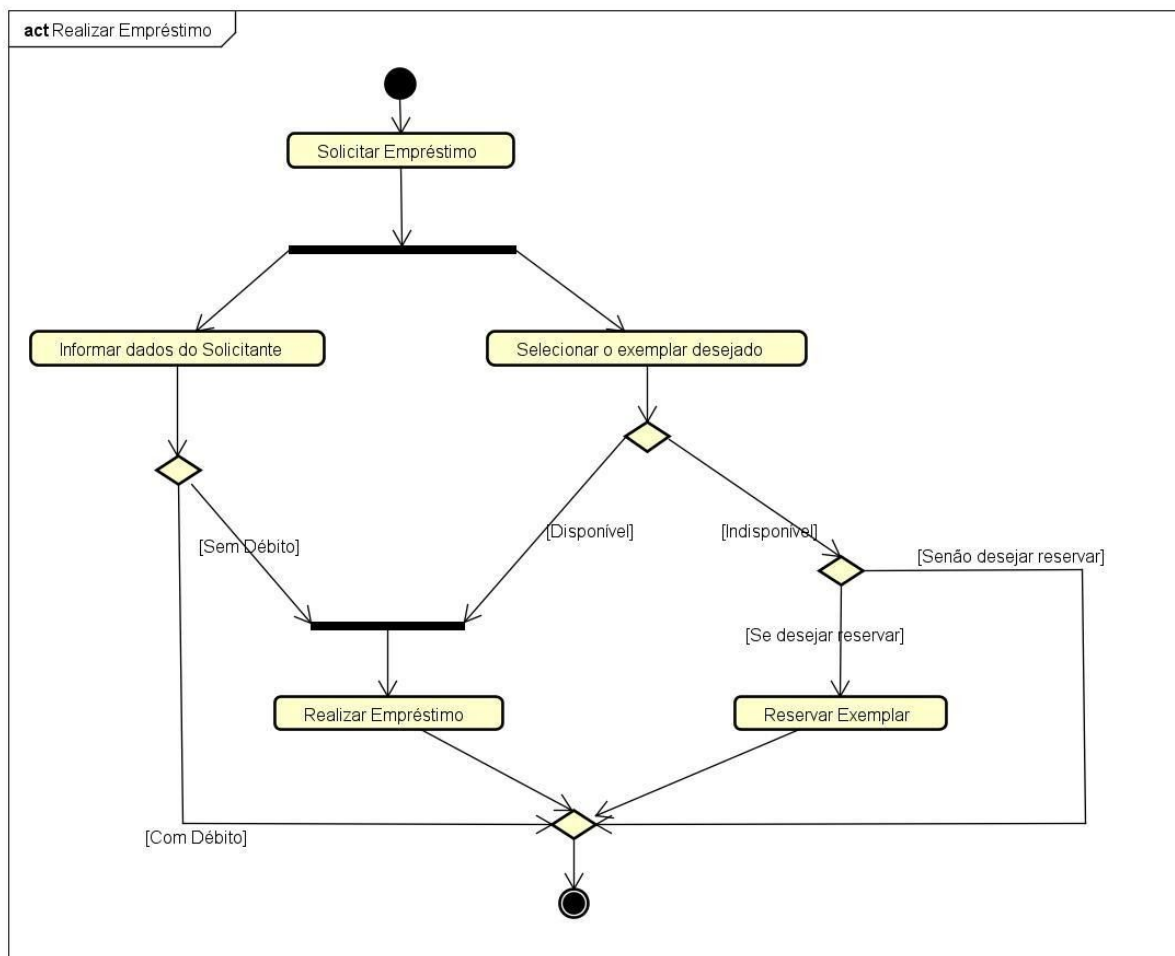 act Realizar Empréstimo
Solicitar Empréstimo
Informar dados do Solicitante
Selecionar o exemplar desejado
[Sem Débito]
[Disponível]
[Indisponível]
[Senão desejar reservar]
[Se desejar reservar]
Realizar Empréstimo
Reservar Exemplar
[Com Débito]